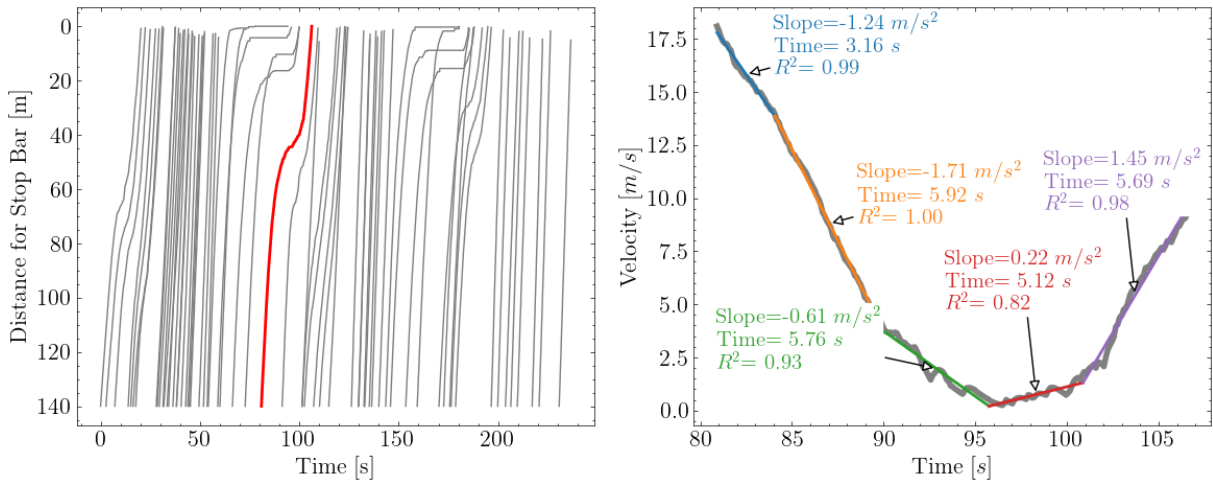 0
20
40
60
80
100
120
140
Distance for Stop Bar [m]
0
50
100
150
200
Time [s]
17.5
15.0
12.5
10.0
7.5
5.0
2.5
0.0
Velocity [m/s]
Slope=-1.24 m/s²
Time= 3.16 s
R²= 0.99
Slope=-1.71 m/s²
Time= 5.92 s
R²= 1.00
Slope=1.45 m/s²
Time= 5.69 s
R²= 0.98
Slope=0.22 m/s²
Time= 5.12 s
R²= 0.82
Slope=-0.61 m/s²
Time= 5.76 s
R²= 0.93
80
85
90
95
100
105
Time [s]